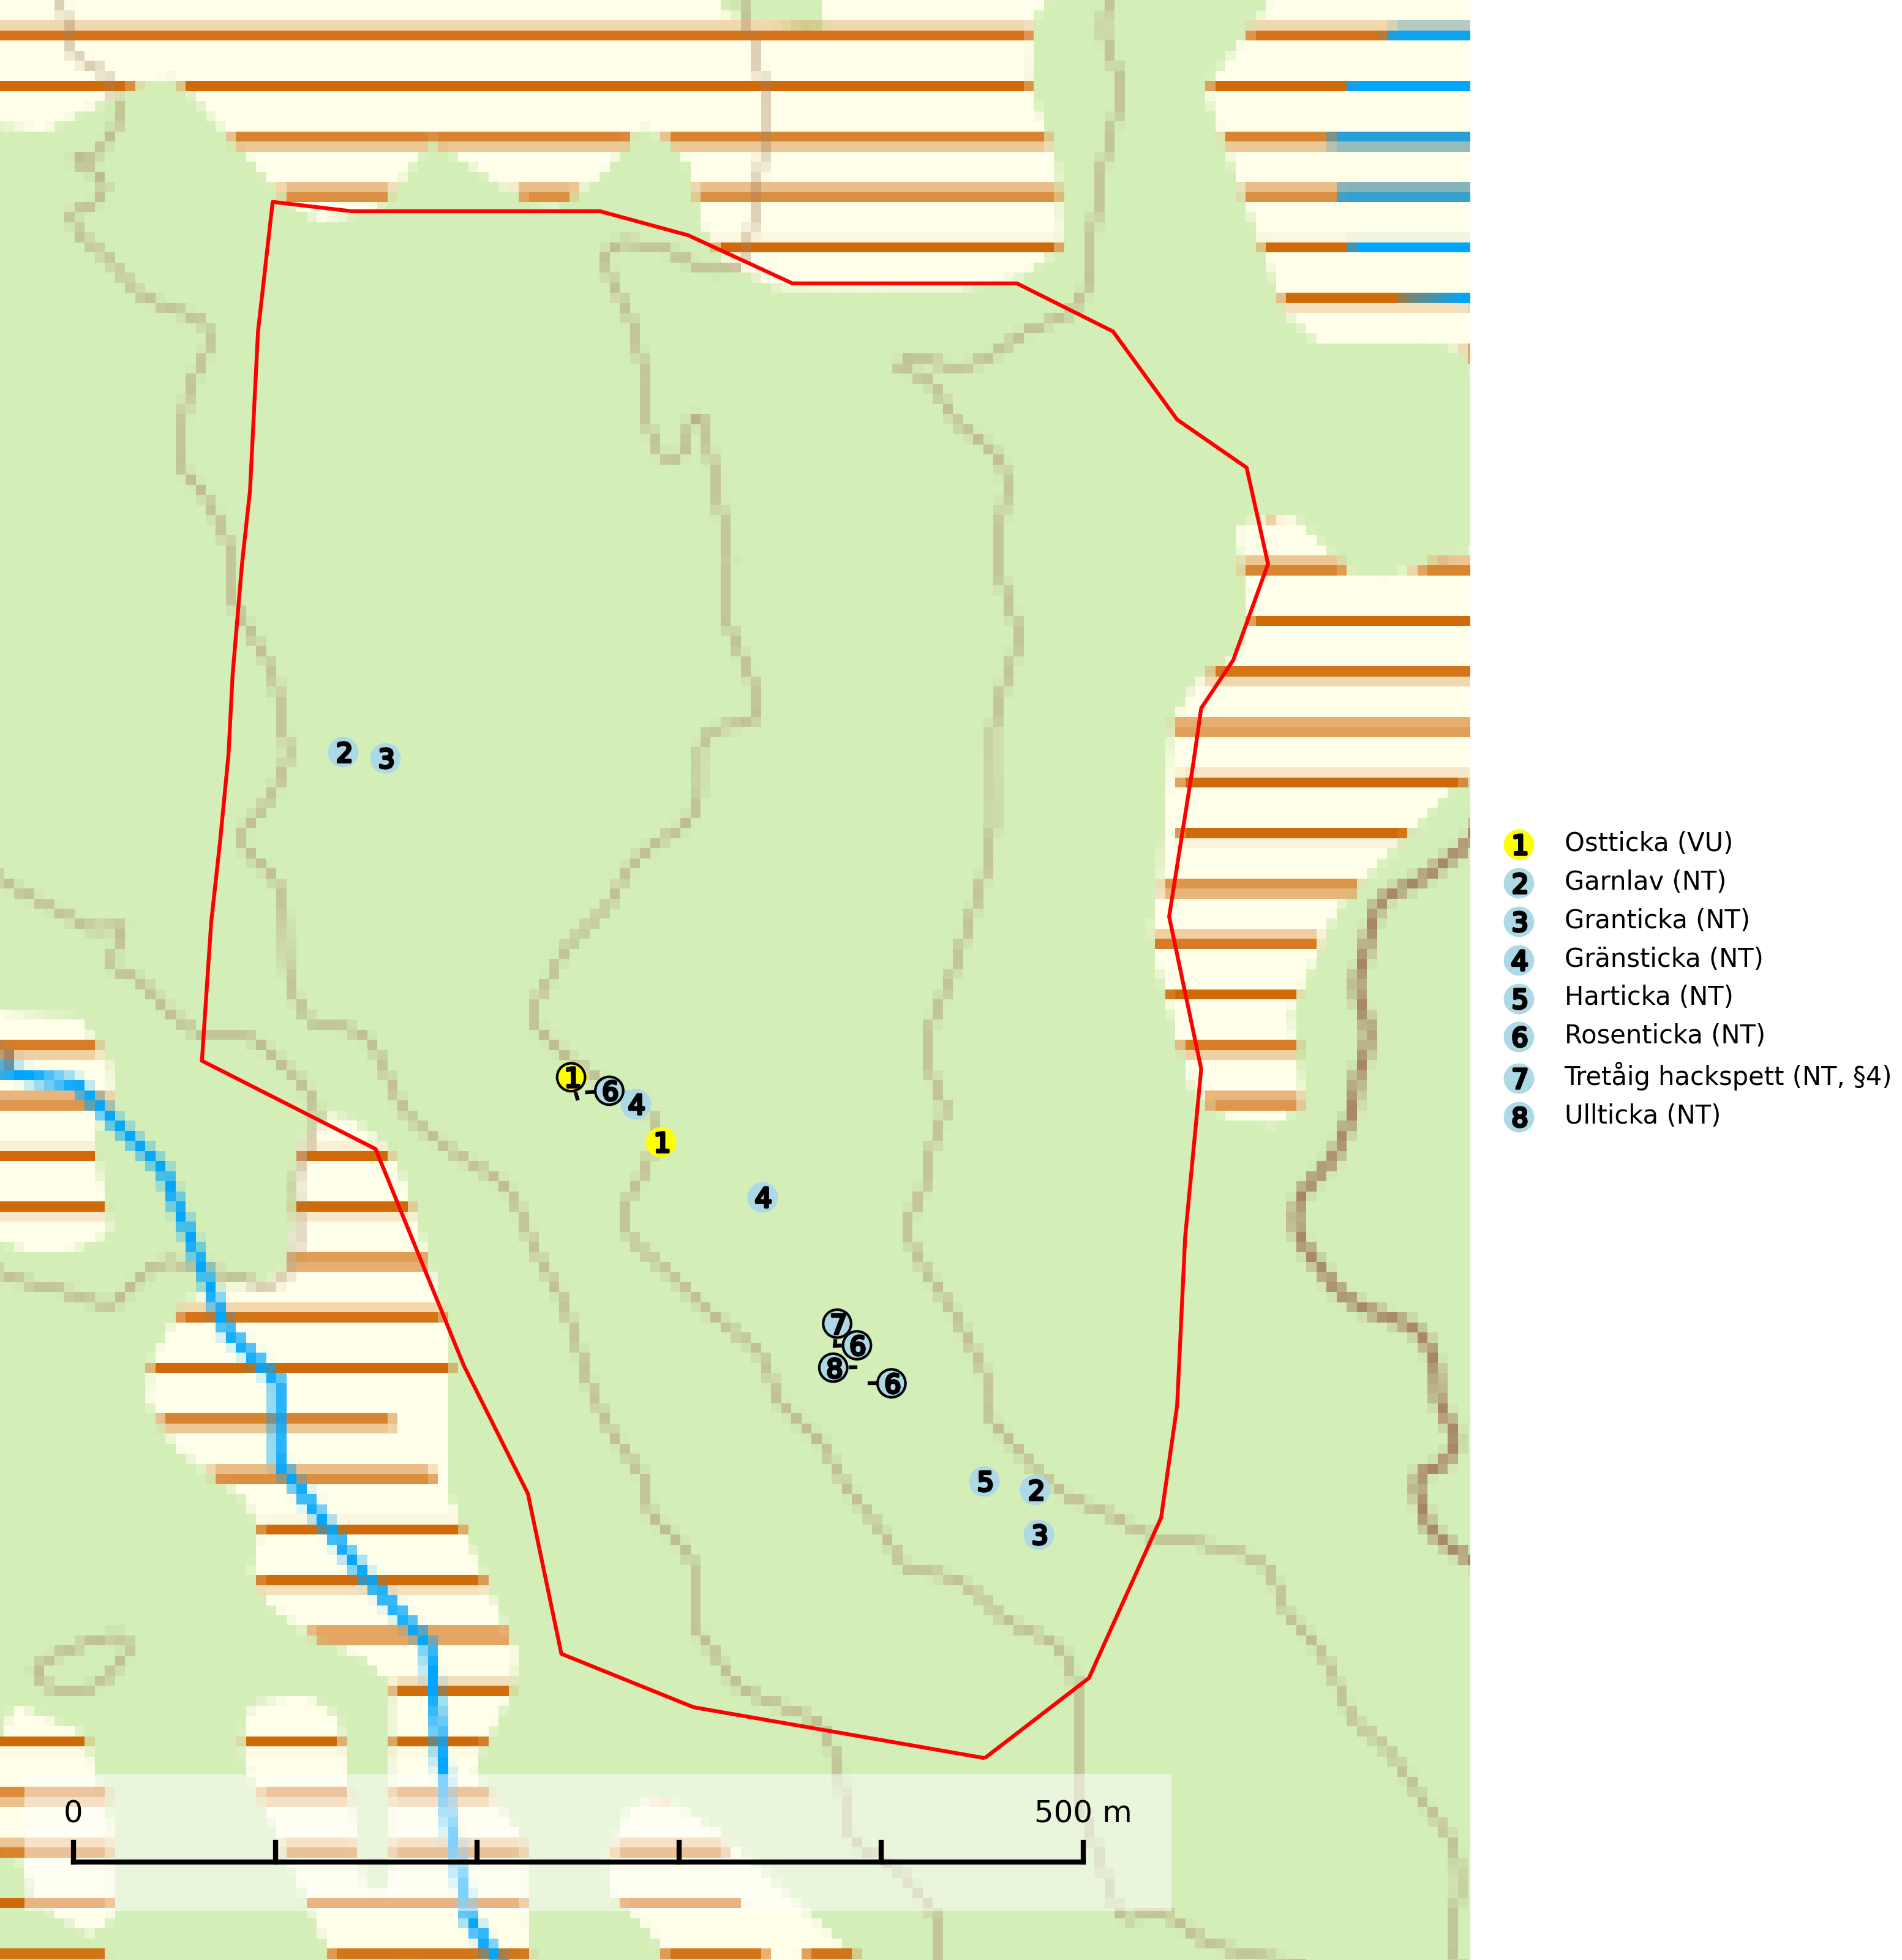 2 3
1 6 4
1
4
7
6
8
6
5 2
3
1 Ostticka (VU)
2 Garnlav (NT)
3 Granticka (NT)
4 Gränsticka (NT)
5 Harticka (NT)
6 Rosenticka (NT)
7 Tretåig hackspett (NT, §4)
8 Ullticka (NT)
0 500 m